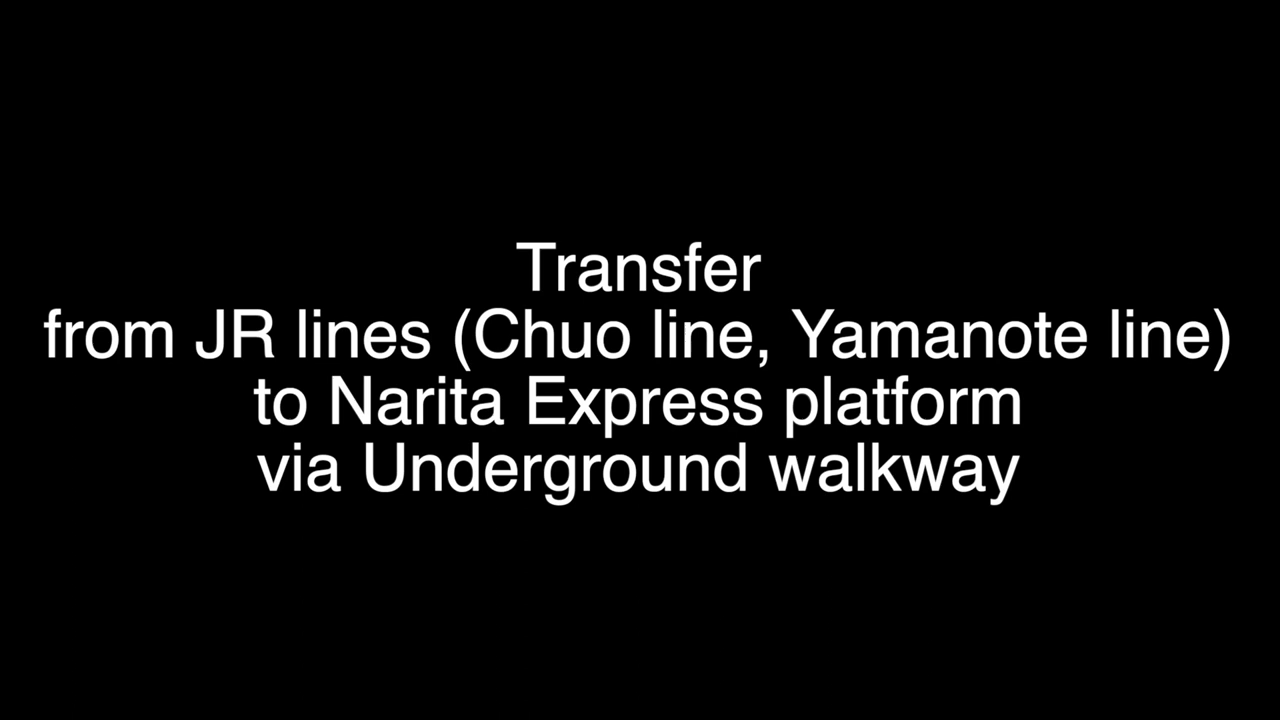 Transfer
from JR lines (Chuo line, Yamanote line)
to Narita Express platform
via Underground walkway